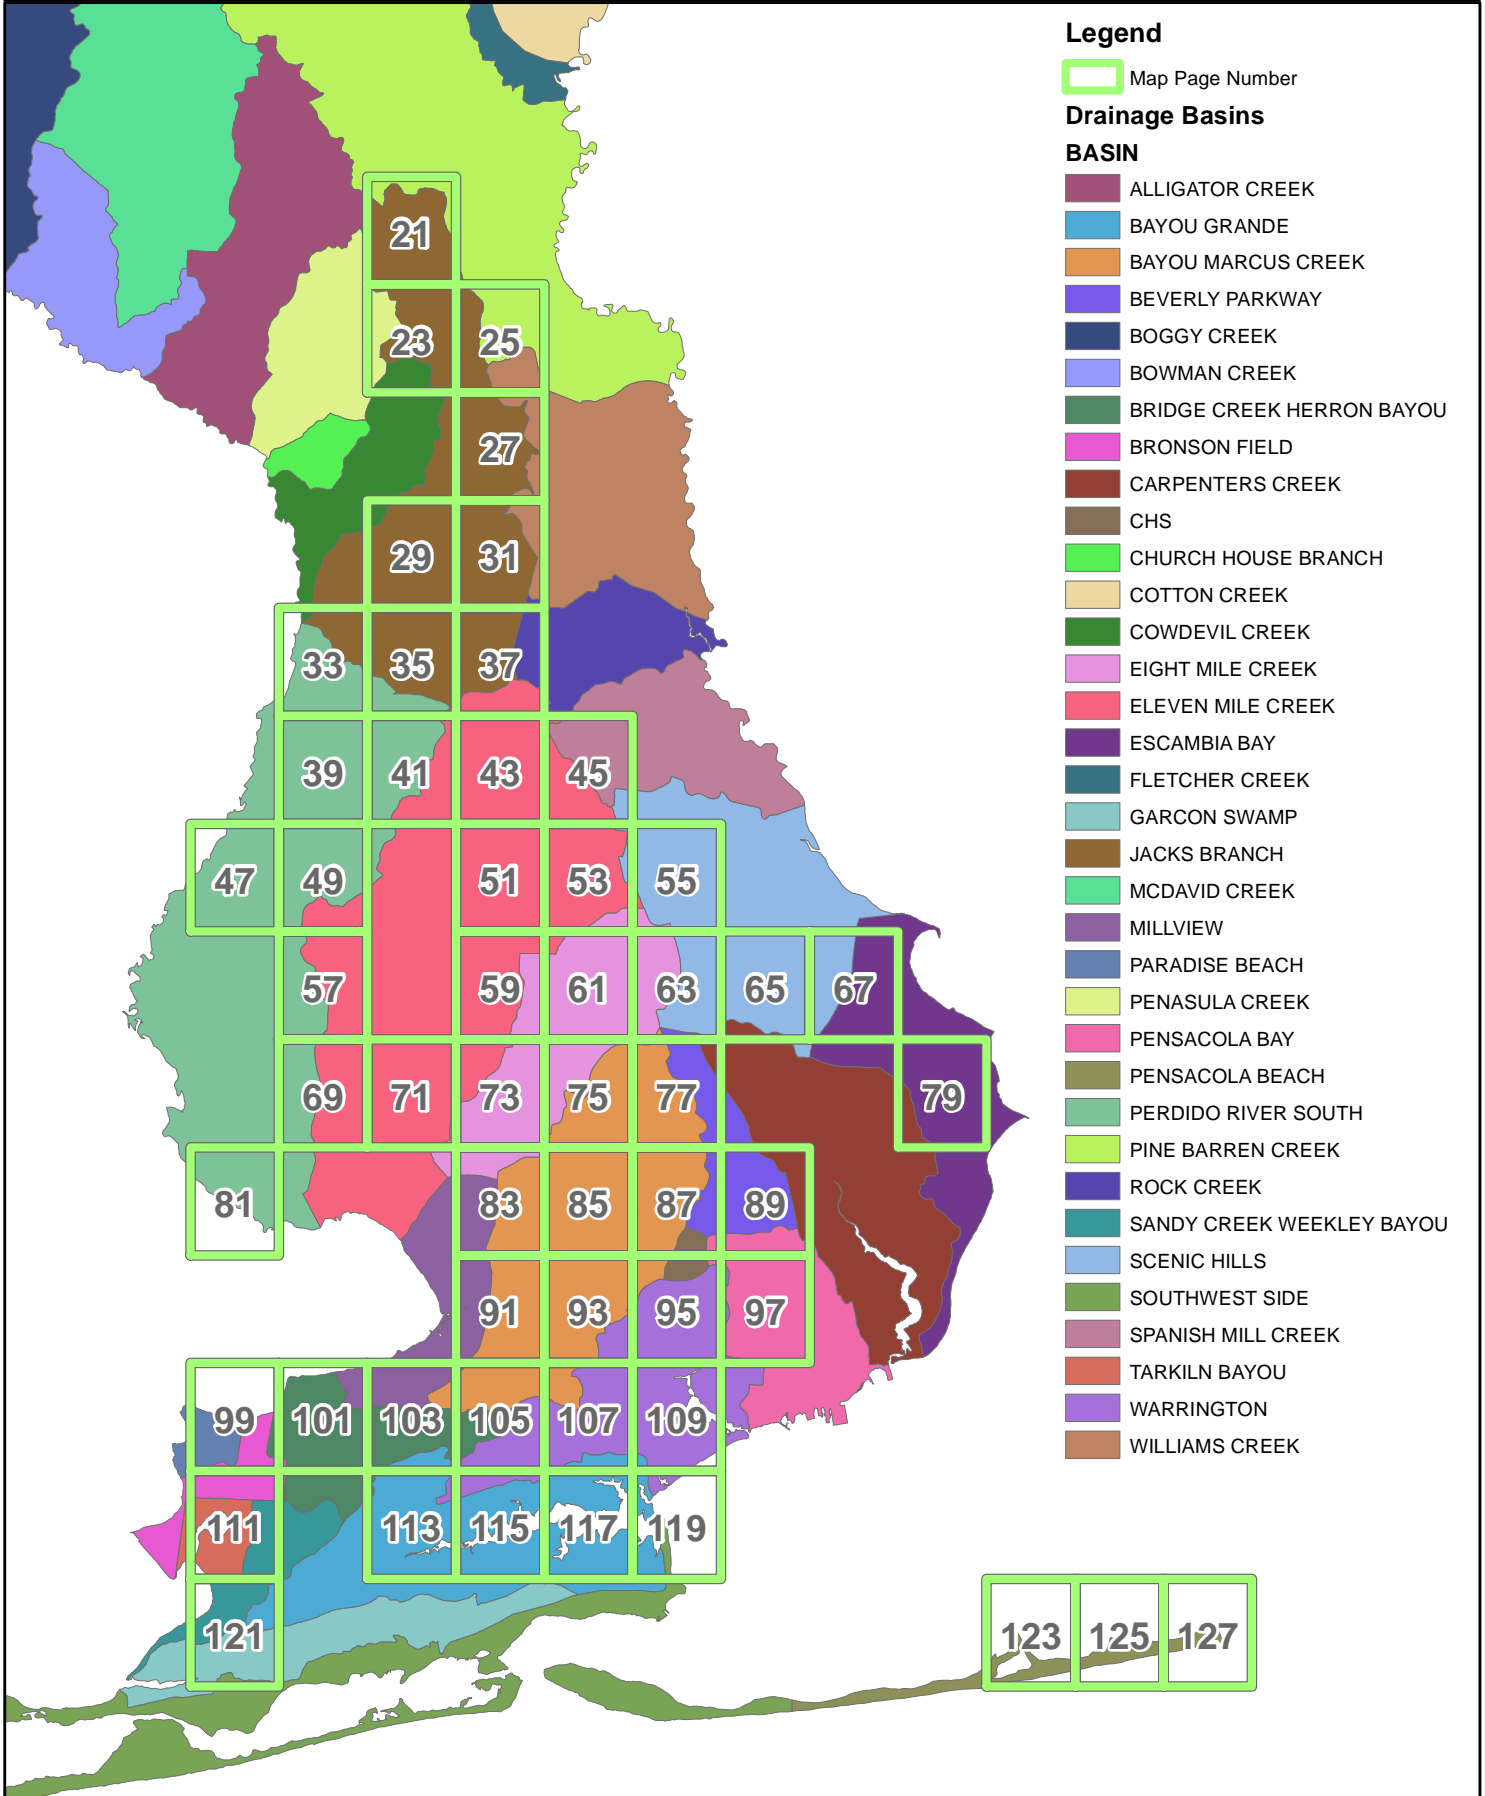 Legend
Map Page Number
Drainage Basins
BASIN
ALLIGATOR CREEK
BAYOU GRANDE
BAYOU MARCUS CREEK
BEVERLY PARKWAY
BOGGY CREEK
BOWMAN CREEK
BRIDGE CREEK HERRON BAYOU
BRONSON FIELD
CARPENTERS CREEK
CHS
CHURCH HOUSE BRANCH
COTTON CREEK
COWDEVIL CREEK
EIGHT MILE CREEK
ELEVEN MILE CREEK
ESCAMBIA BAY
FLETCHER CREEK
GARCON SWAMP
JACKS BRANCH
MCDAVID CREEK
MILLVIEW
PARADISE BEACH
PENASULA CREEK
PENSACOLA BAY
PENSACOLA BEACH
PERDIDO RIVER SOUTH
PINE BARREN CREEK
ROCK CREEK
SANDY CREEK WEEKLEY BAYOU
SCENIC HILLS
SOUTHWEST SIDE
SPANISH MILL CREEK
TARKILN BAYOU
WARRINGTON
WILLIAMS CREEK
21
23 25
27
29 31
33 35 37
39 41 43 45
47 49 51 53 55
57 59 61 63 65 67
69 71 73 75 77 79
81 83 85 87 89
91 93 95 97
99 101 103 105 107 109
111 113 115 117 119
121 123 125 127